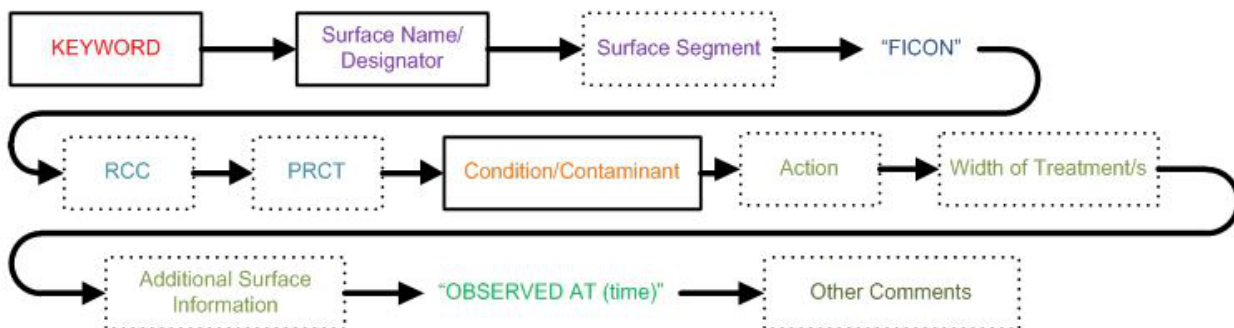 KEYWORD
Surface Name/
Designator
Surface Segment
“FICON”
RCC
PRCT
Condition/Contaminant
Action
Width of Treatment/s
Additional Surface
Information
“OBSERVED AT (time)”
Other Comments